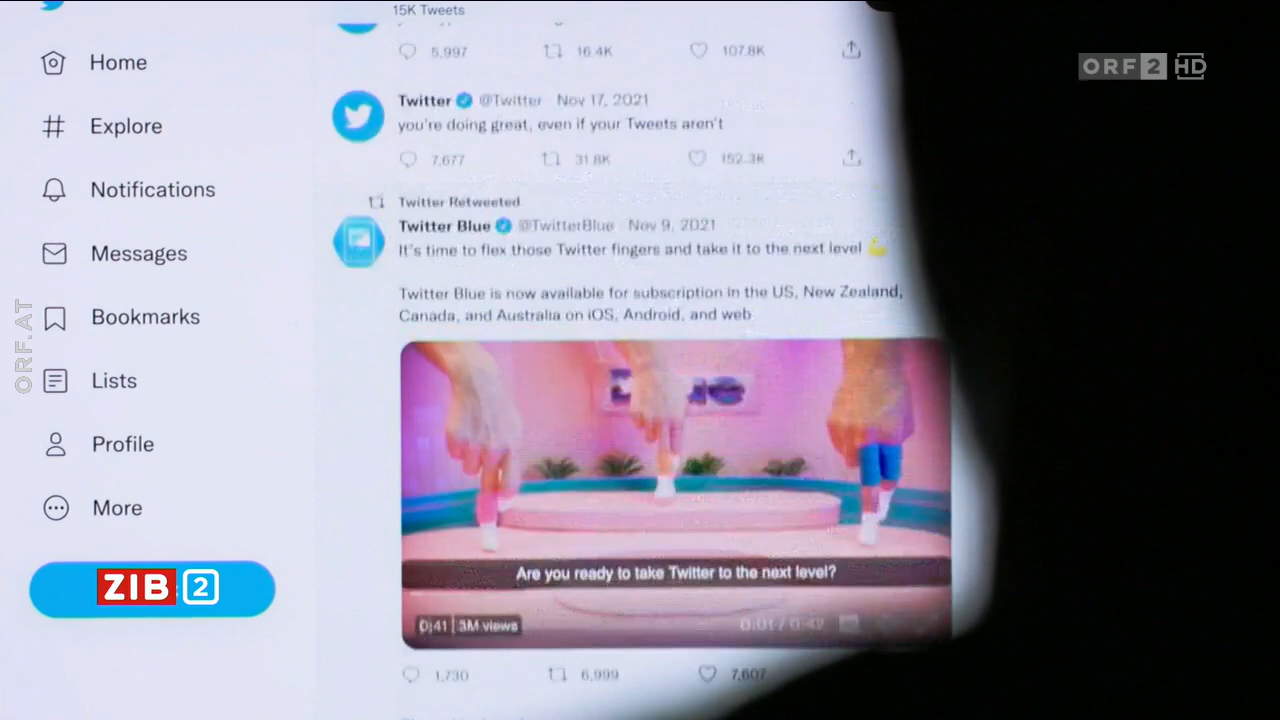 15K Tweets
5,997 16.4K 107.8K
ORF 2 HD
Home
Explore
Notifications
Messages
Bookmarks
Lists
Profile
More
ORF.AT
ZIB 2
Twitter @Twitter · Nov 17, 2021
you're doing great, even if your Tweets aren't
7,677 31.8K 152.3K
Twitter Retweeted
Twitter Blue @TwitterBlue · Nov 9, 2021
It's time to flex those Twitter fingers and take it to the next level 💪
Twitter Blue is now available for subscription in the US, New Zealand,
Canada, and Australia on iOS, Android, and web
Are you ready to take Twitter to the next level?
0:41 3M views
1,730 6,999 7,607